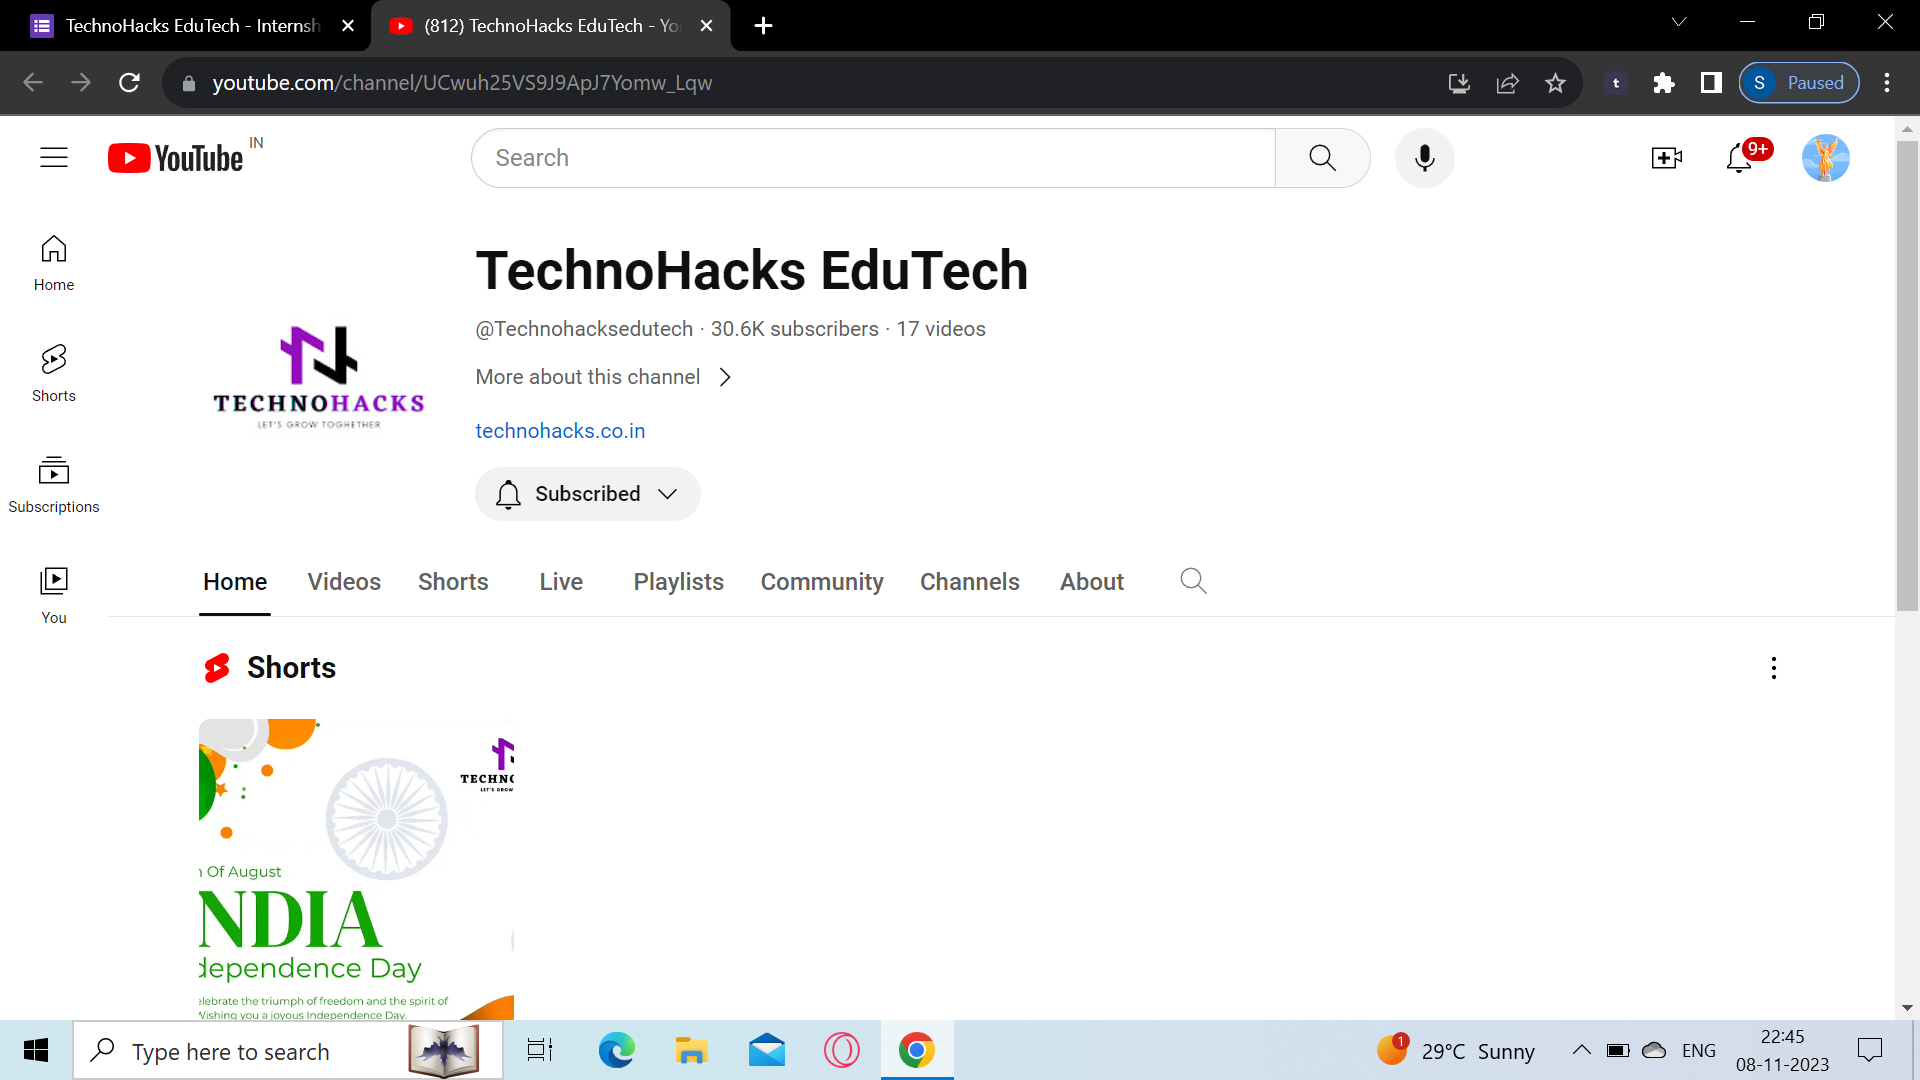 TechnoHacks EduTech - Internsh
(812) TechnoHacks EduTech - Yo
youtube.com/channel/UCwuh25VS9J9ApJ7Yomw_Lqw
t
S Paused
YouTube IN
Search
9+
Home
Shorts
Subscriptions
You
TechnoHacks EduTech
@Technohacksedutech · 30.6K subscribers · 17 videos
More about this channel
technohacks.co.in
Subscribed
TECHNOHACKS
LET'S GROW TOGHETHER
Home Videos Shorts Live Playlists Community Channels About
Shorts
TECHNO
LET'S GROW
h Of August
NDIA
dependence Day
elebrate the triumph of freedom and the spirit of
Wishing you a joyous Independence Day.
Type here to search
1
29°C Sunny
ENG
22:45
08-11-2023